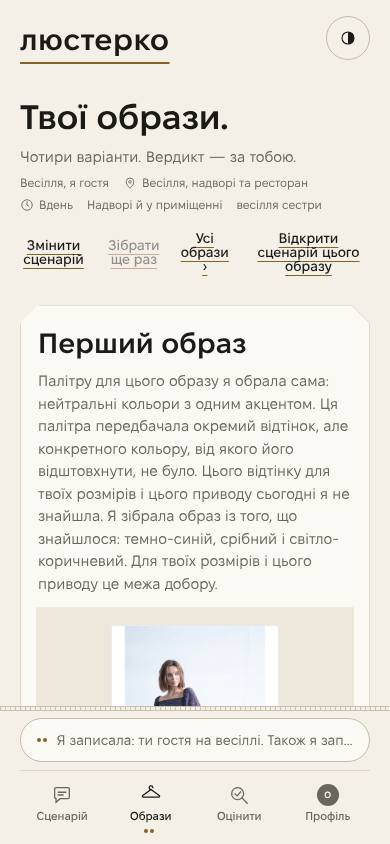 люстерко
Твої образи.
Чотири варіанти. Вердикт — за тобою.
Весілля, я гостя Весілля, надворі та ресторан
Вдень Надворі й у приміщенні весілля сестри
Змінити сценарій
Зібрати ще раз
Усі образи ›
Відкрити сценарій цього образу
Перший образ
Палітру для цього образу я обрала сама:
нейтральні кольори з одним акцентом. Ця
палітра передбачала окремий відтінок, але
конкретного кольору, від якого його
відштовхнути, не було. Цього відтінку для
твоїх розмірів і цього приводу сьогодні я не
знайшла. Я зібрала образ із того, що
знайшлося: темно-синій, срібний і світло-
коричневий. Для твоїх розмірів і цього
приводу це межа добору.
Я записала: ти гостя на весіллі. Також я зап...
Сценарій
Образи
Оцінити
О
Профіль